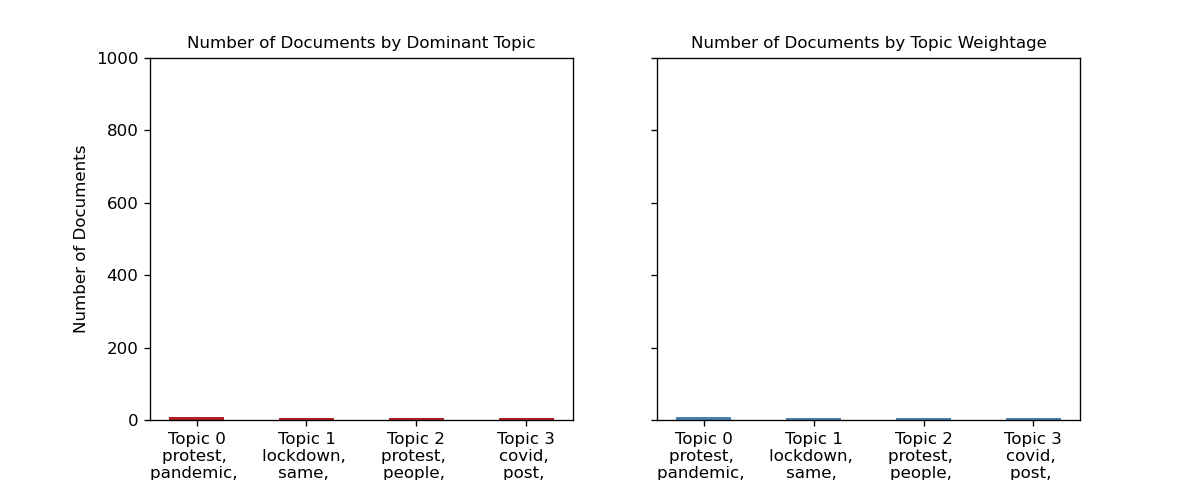 Number of Documents by Dominant Topic
Number of Documents
1000
800
600
400
200
0
Topic 0
protest,
pandemic,
Topic 1
lockdown,
same,
Topic 2
protest,
people,
Topic 3
covid,
post,
Number of Documents by Topic Weightage
Topic 0
protest,
pandemic,
Topic 1
lockdown,
same,
Topic 2
protest,
people,
Topic 3
covid,
post,